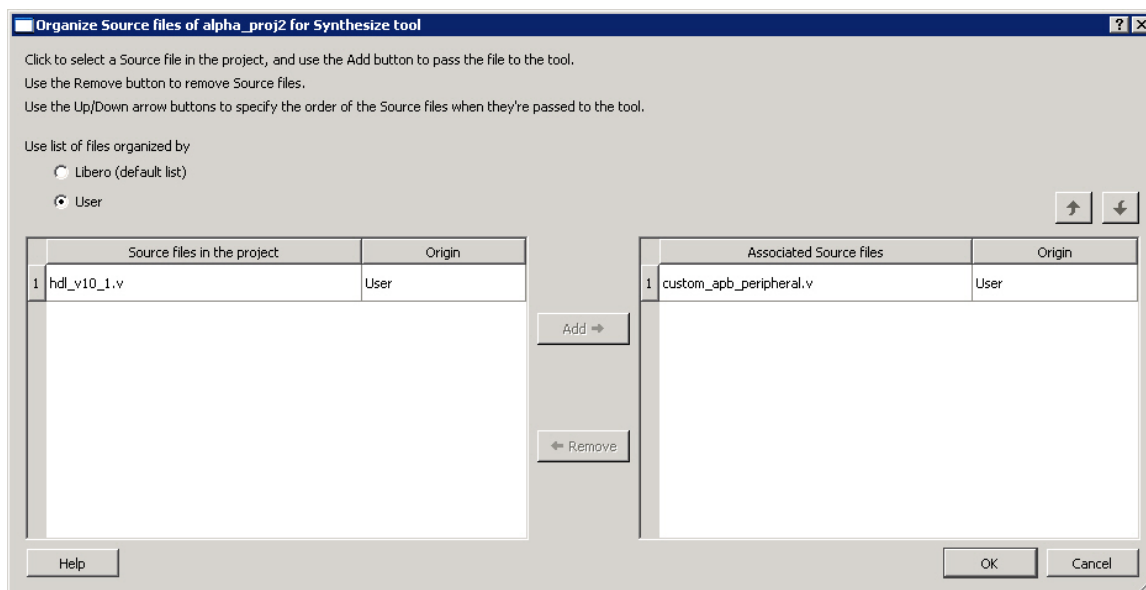 Organize Source files of alpha_proj2 for Synthesize tool
Click to select a Source file in the project, and use the Add button to pass the file to the tool.
Use the Remove button to remove Source files.
Use the Up/Down arrow buttons to specify the order of the Source files when they're passed to the tool.
Use list of files organized by
Libero (default list)
User
Source files in the project Origin
1 hdl_v10_1.v User
Add
Remove
Associated Source files Origin
1 custom_apb_peripheral.v User
Help OK Cancel